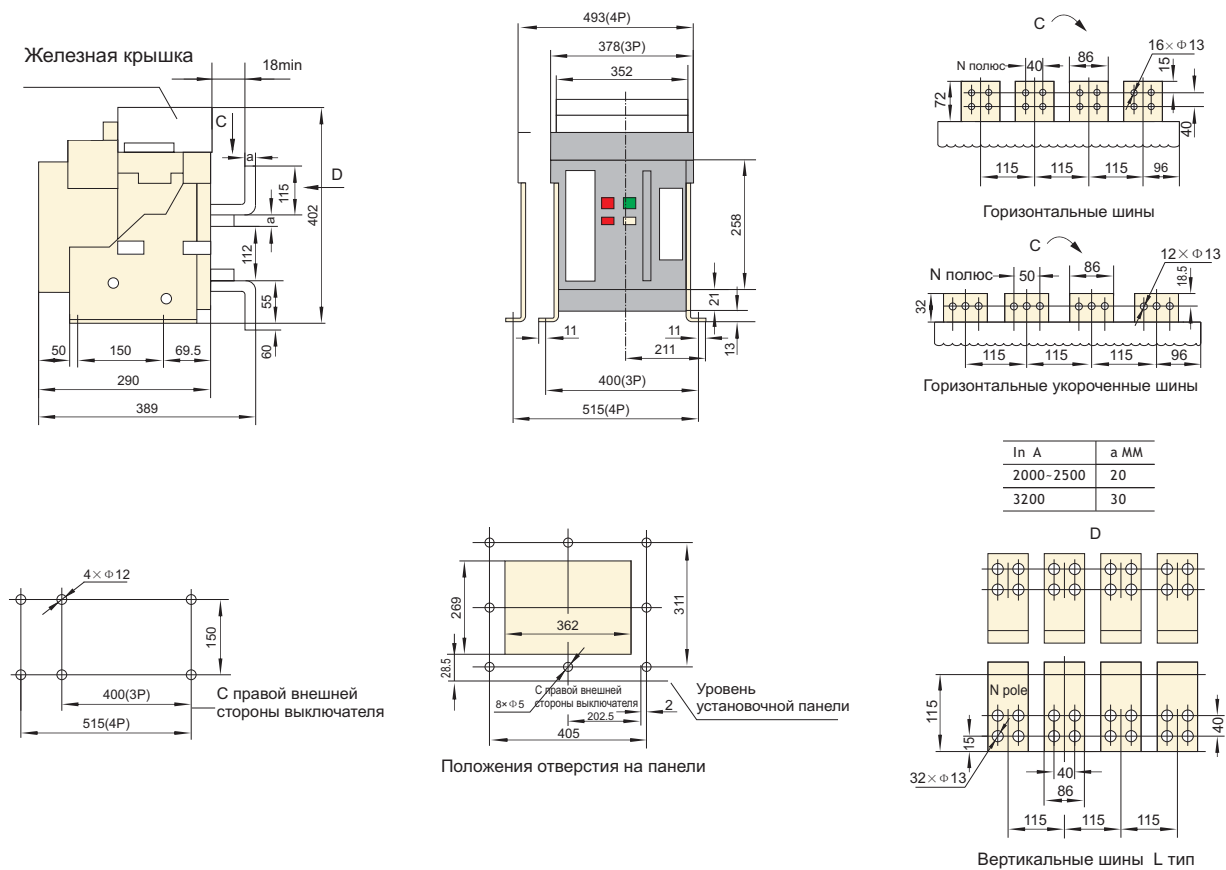 Железная крышка
18min
C
a
115
D
402
a
112
55
60
50
150
69.5
290
389
493(4P)
378(3P)
352
258
21
11
11
13
211
400(3P)
515(4P)
C
16×Φ13
N полюс
40
86
15
72
40
115
115
115
96
Горизонтальные шины
C
12×Φ13
N полюс
50
86
18.5
32
115
115
115
96
Горизонтальные укороченные шины
In A
a MM
2000~2500
20
3200
30
4×Φ12
150
400(3P)
515(4P)
С правой внешней
стороны выключателя
269
362
311
28.5
С правой внешней
8×Φ5
стороны выключателя
202.5
2
405
Уровень
установочной панели
Положения отверстия на панели
D
N pole
115
15
40
32×Φ13
40
86
115
115
115
Вертикальные шины L тип